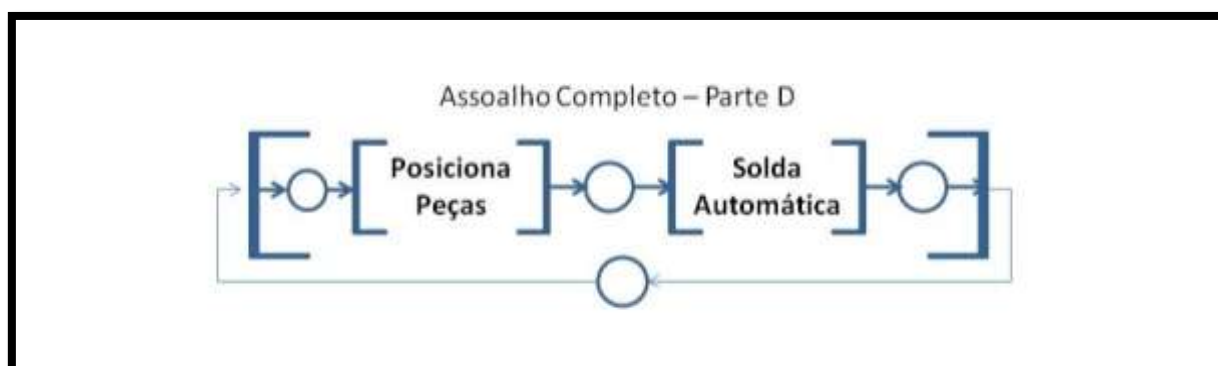 Assoalho Completo – Parte D
Posiciona
Peças
Solda
Automática